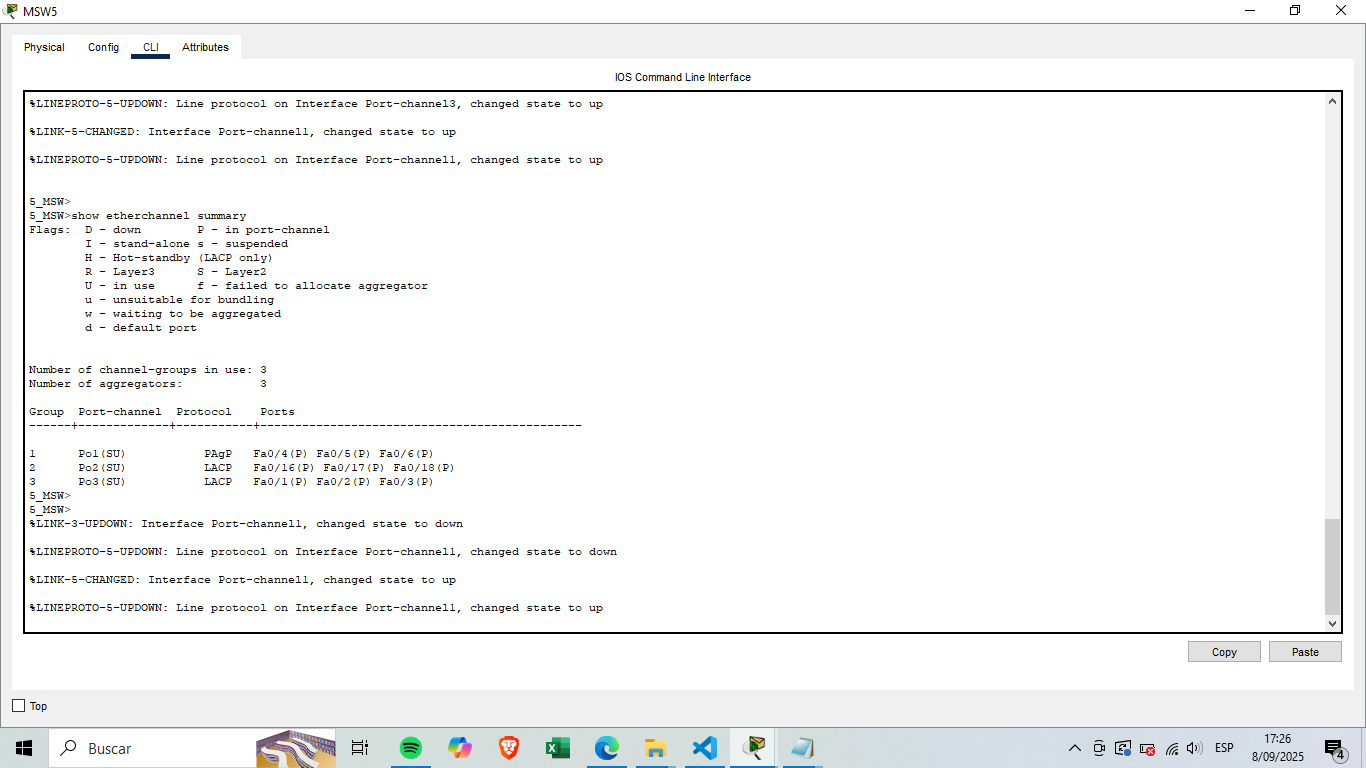 MSW5
Physical Config CLI Attributes
IOS Command Line Interface
%LINEPROTO-5-UPDOWN: Line protocol on Interface Port-channel3, changed state to up
%LINK-5-CHANGED: Interface Port-channel1, changed state to up
%LINEPROTO-5-UPDOWN: Line protocol on Interface Port-channel1, changed state to up
5_MSW>
5_MSW>show etherchannel summary
Flags:  D - down        P - in port-channel
        I - stand-alone s - suspended
        H - Hot-standby (LACP only)
        R - Layer3      S - Layer2
        U - in use      f - failed to allocate aggregator
        u - unsuitable for bundling
        w - waiting to be aggregated
        d - default port
Number of channel-groups in use: 3
Number of aggregators:           3
Group  Port-channel  Protocol    Ports
------+-------------+-----------+----------------------------------------------
1      Po1(SU)           PAgP   Fa0/4(P) Fa0/5(P) Fa0/6(P)
2      Po2(SU)           LACP   Fa0/16(P) Fa0/17(P) Fa0/18(P)
3      Po3(SU)           LACP   Fa0/1(P) Fa0/2(P) Fa0/3(P)
5_MSW>
5_MSW>
%LINK-3-UPDOWN: Interface Port-channel1, changed state to down
%LINEPROTO-5-UPDOWN: Line protocol on Interface Port-channel1, changed state to down
%LINK-5-CHANGED: Interface Port-channel1, changed state to up
%LINEPROTO-5-UPDOWN: Line protocol on Interface Port-channel1, changed state to up
Copy Paste
Top
Buscar
ESP
17:26
8/09/2025
4